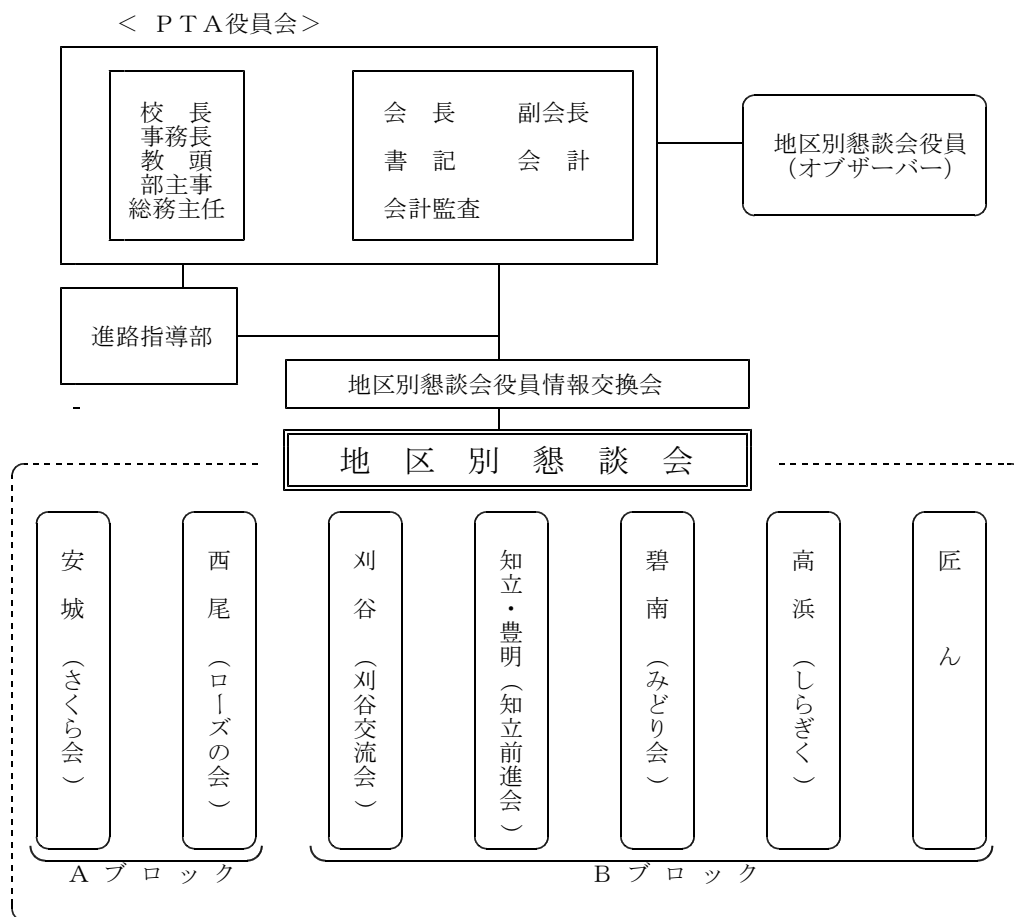 ＜ ＰＴＡ役員会＞
校　長
事務長
教　頭
部主事
総務主任
会　長　　副会長
書　記　　会　計
会計監査
地区別懇談会役員
（オブザーバー）
進路指導部
地区別懇談会役員情報交換会
地　区　別　懇　談　会
安　城　（さくら会）
西　尾　（ローズの会）
刈　谷　（刈谷交流会）
知立・豊明（知立前進会）
碧　南　（みどり会）
高　浜　（しらぎく）
匠　ん
Ａ ブ ロ ッ ク
Ｂ ブ ロ ッ ク